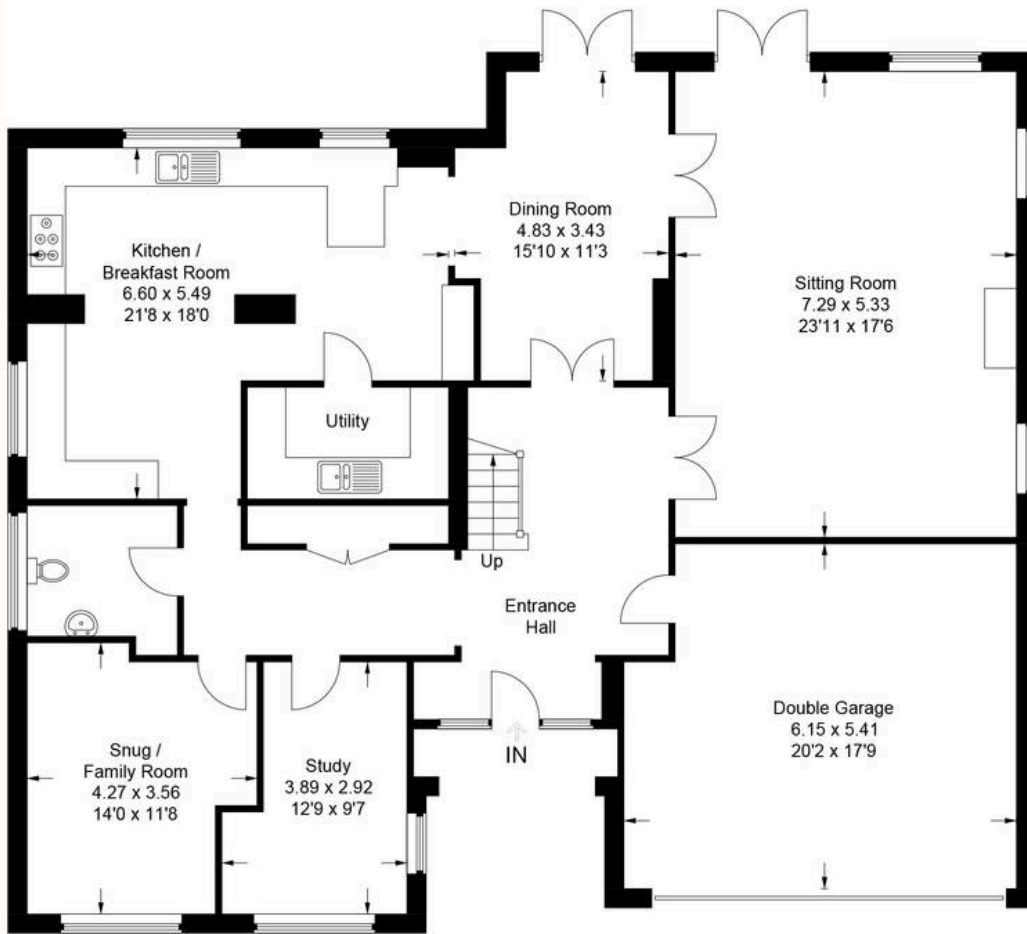 Dining Room
4.83 x 3.43
15'10 x 11'3
Kitchen /
Breakfast Room
6.60 x 5.49
21'8 x 18'0
Sitting Room
7.29 x 5.33
23'11 x 17'6
Utility
Up
Entrance
Hall
IN
Snug /
Family Room
4.27 x 3.56
14'0 x 11'8
Study
3.89 x 2.92
12'9 x 9'7
Double Garage
6.15 x 5.41
20'2 x 17'9